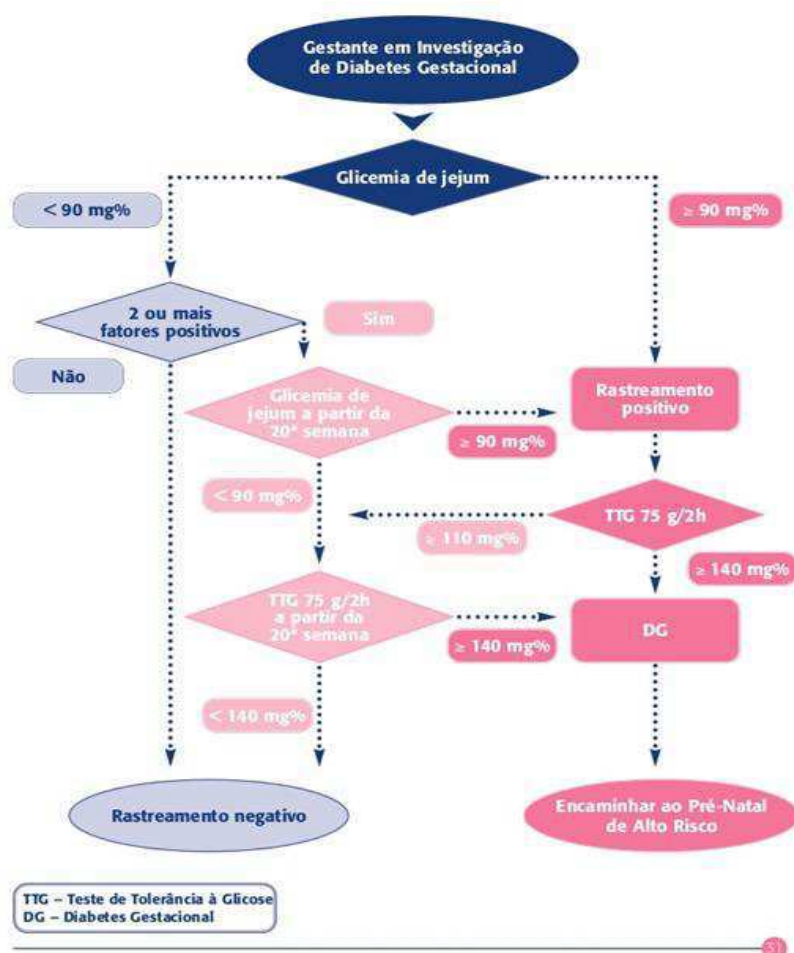 Gestante em Investigação
de Diabetes Gestacional
Glicemia de jejum
< 90 mg%
≥ 90 mg%
2 ou mais
fatores positivos
Sim
Não
Glicemia de
jejum a partir da
20ª semana
Rastreamento
positivo
≥ 90 mg%
< 90 mg%
TTG 75 g/2h
≥ 110 mg%
≥ 140 mg%
TTG 75 g/2h
a partir da
20ª semana
DG
≥ 140 mg%
< 140 mg%
Rastreamento negativo
Encaminhar ao Pré-Natal
de Alto Risco
TTG – Teste de Tolerância à Glicose
DG – Diabetes Gestacional
31